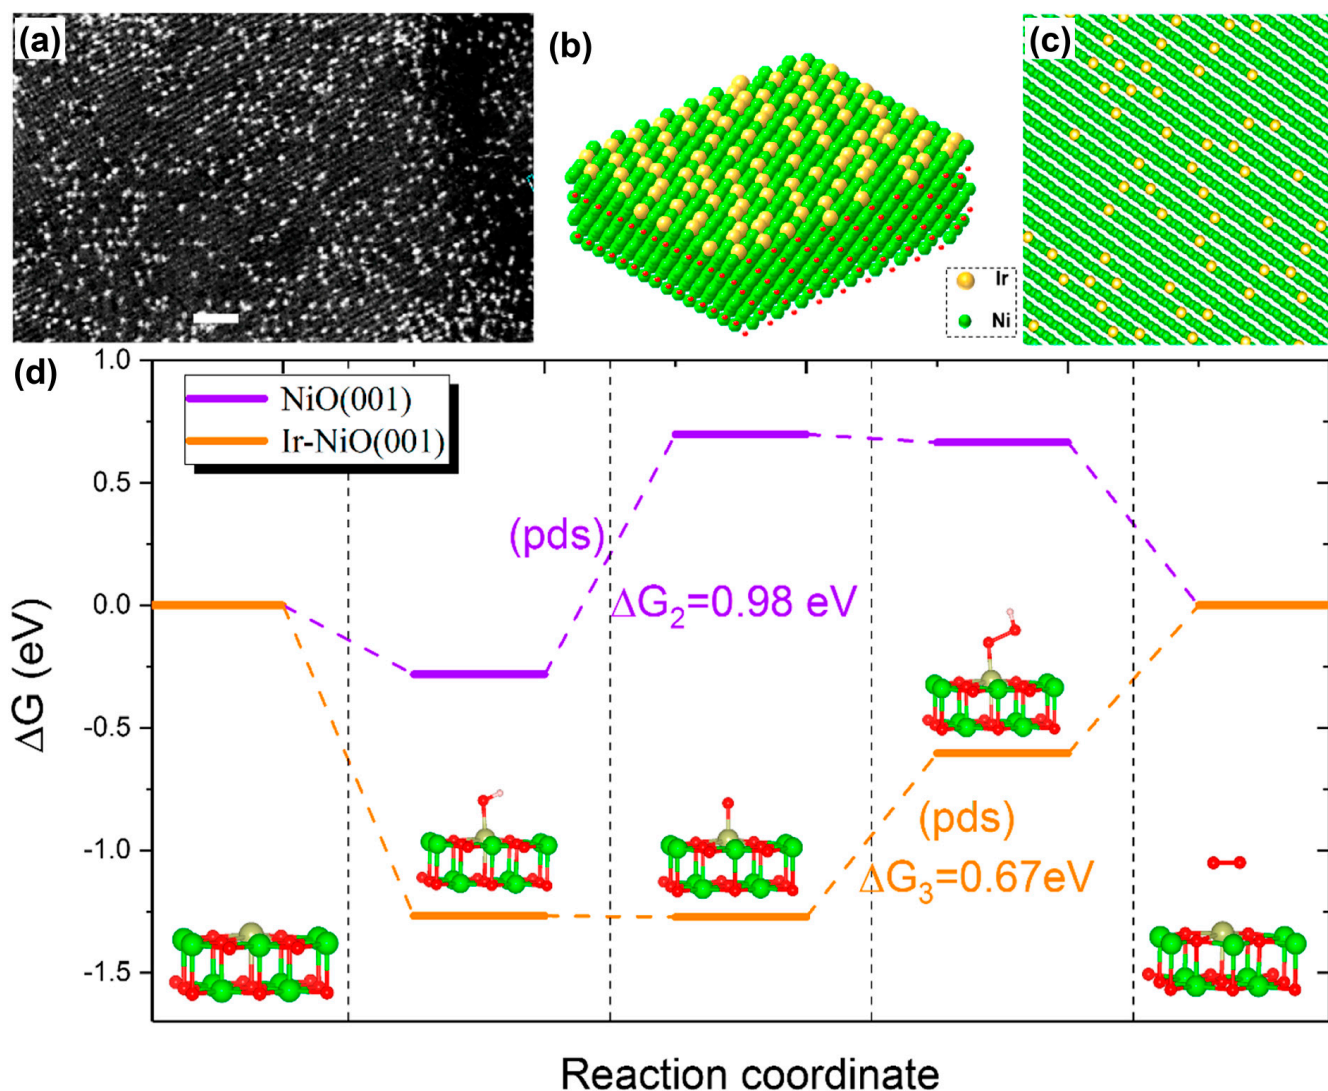 (a)
(b)
(c)
Ir
Ni
(d)
NiO(001)
Ir-NiO(001)
1.0
0.5
0.0
-0.5
-1.0
-1.5
ΔG (eV)
(pds)
ΔG₂=0.98 eV
(pds)
ΔG₃=0.67eV
Reaction coordinate